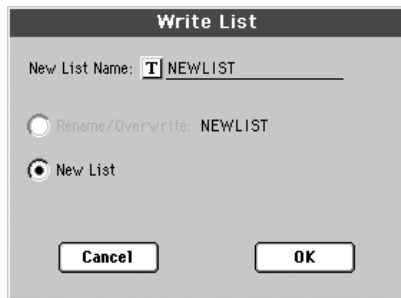 Write List
New List Name: T NEWLIST
Rename/Overwrite: NEWLIST
New List
Cancel OK